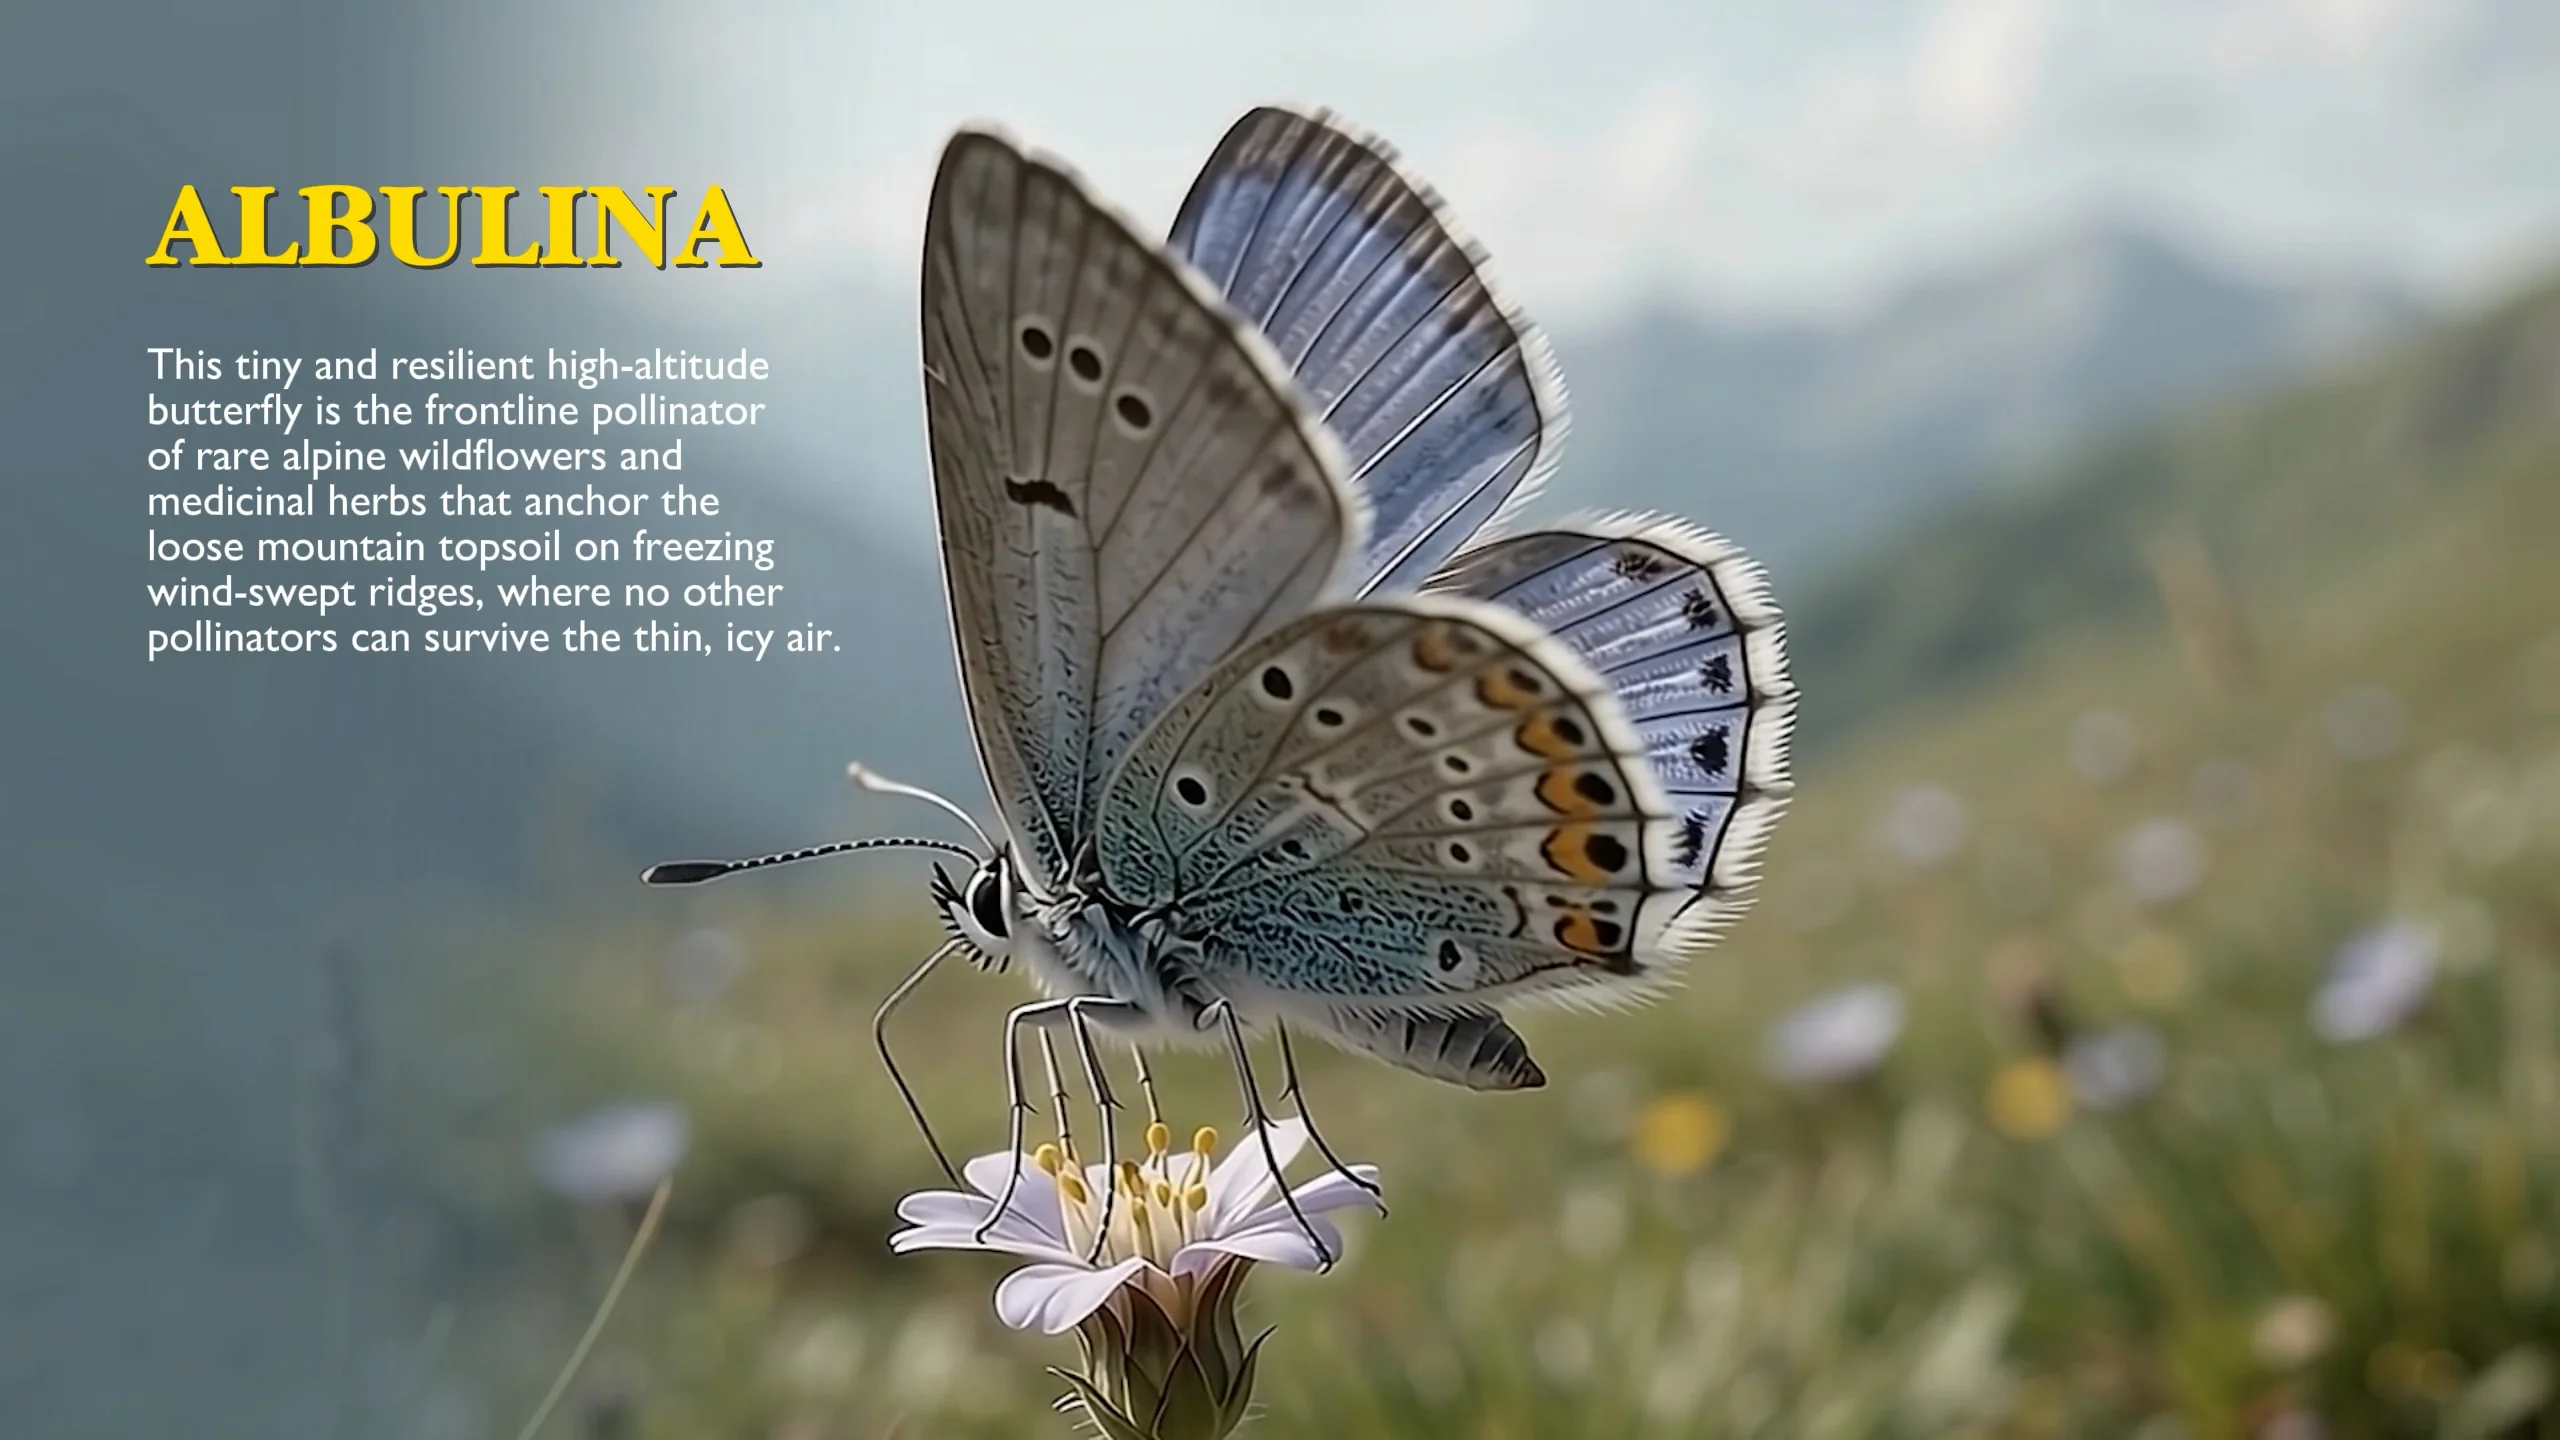 ALBULINA
This tiny and resilient high-altitude
butterfly is the frontline pollinator
of rare alpine wildflowers and
medicinal herbs that anchor the
loose mountain topsoil on freezing
wind-swept ridges, where no other
pollinators can survive the thin, icy air.